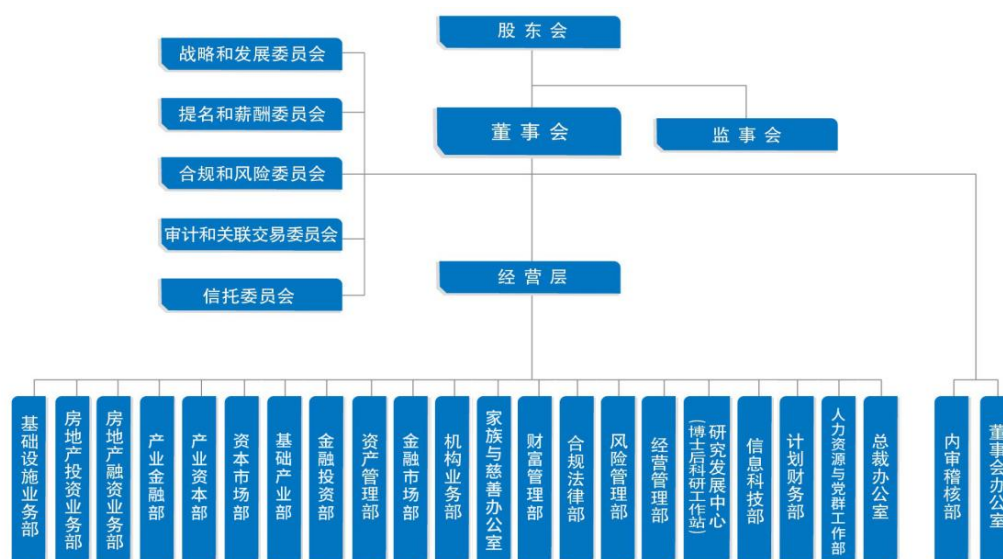 股东会
战略和发展委员会
提名和薪酬委员会
董事会
监事会
合规和风险委员会
审计和关联交易委员会
经营层
信托委员会
基础设施业务部
房地产投资业务部
房地产融资业务部
产业金融部
产业资本部
资本市场部
基础产业部
金融投资部
资产管理部
金融市场部
机构业务部
家族与慈善办公室
财富管理部
合规法律部
风险管理部
经营管理部
研究发展中心
(博士后科研工作站)
信息科技部
计划财务部
人力资源与党群工作部
总裁办公室
内审稽核部
董事会办公室